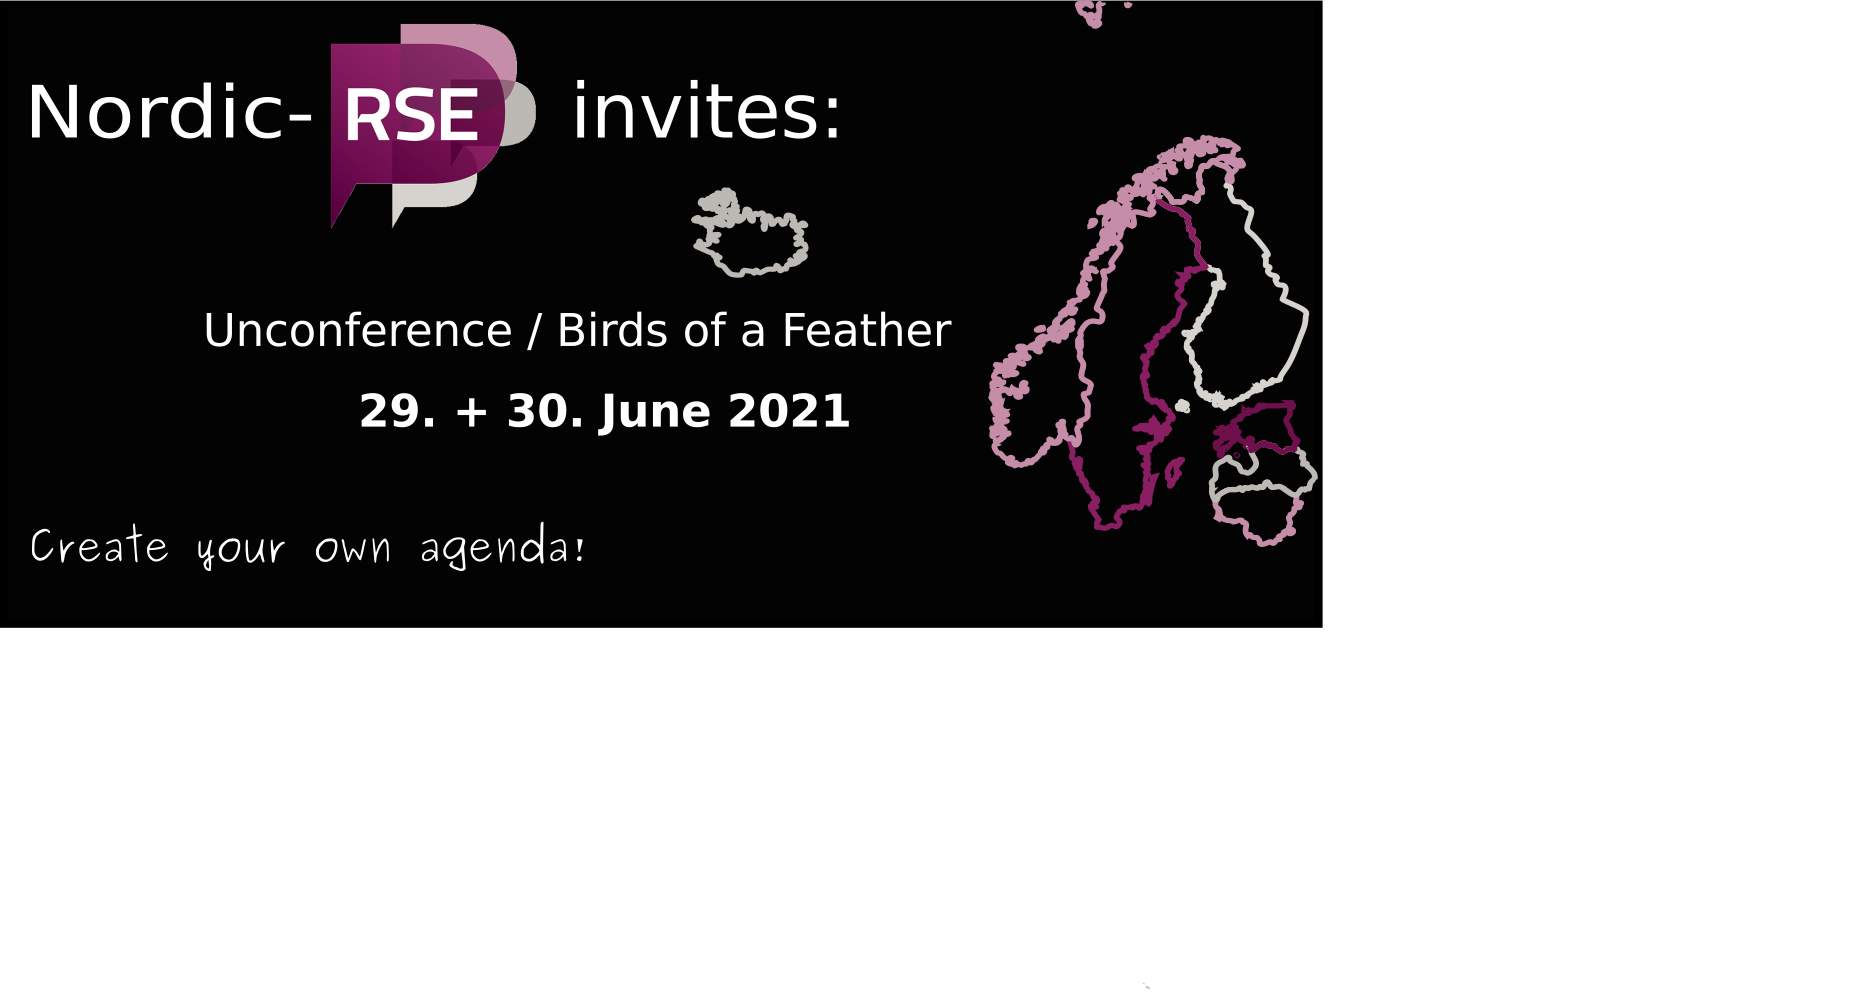 Nordic- RSE invites:
Unconference / Birds of a Feather
29. + 30. June 2021
Create your own agenda!